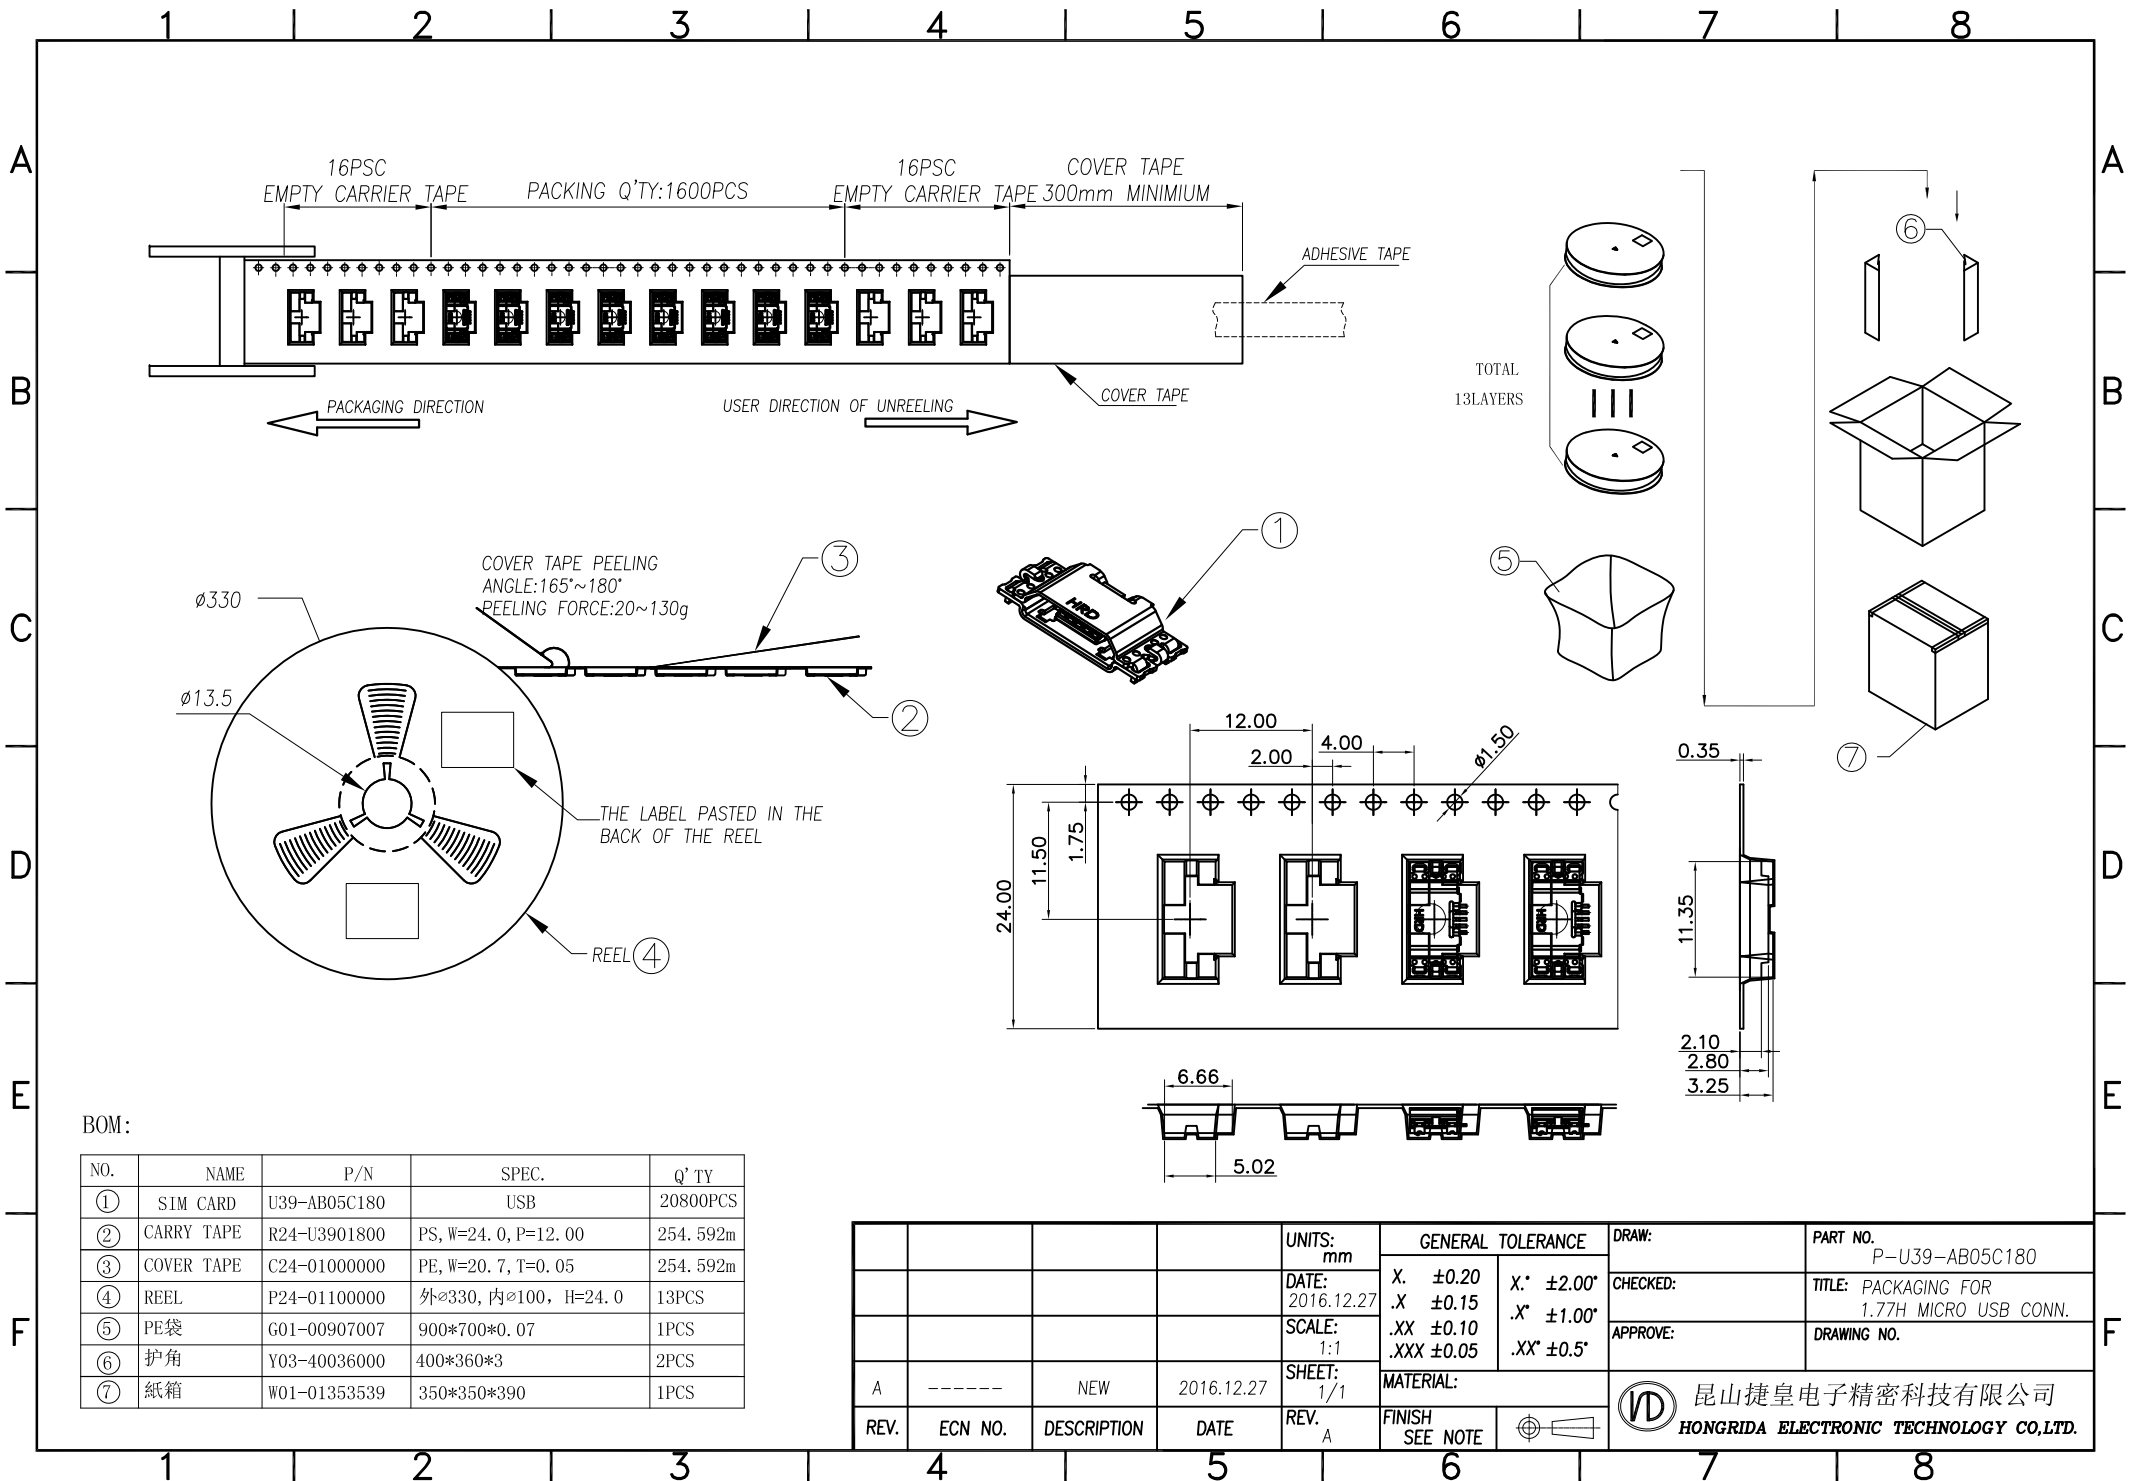 1 2 3 4 5 6 7 8
A
B
C
D
E
F
16PSC
EMPTY CARRIER TAPE
PACKING Q'TY:1600PCS
16PSC
EMPTY CARRIER TAPE
COVER TAPE
300mm MINIMIUM
ADHESIVE TAPE
COVER TAPE
PACKAGING DIRECTION
USER DIRECTION OF UNREELING
TOTAL
13LAYERS
⑥
⑤
⑦
COVER TAPE PEELING
ANGLE:165°~180°
PEELING FORCE:20~130g
③
②
①
HRD
ø330
ø13.5
THE LABEL PASTED IN THE
BACK OF THE REEL
REEL ④
12.00
2.00
4.00
ø1.50
1.75
11.50
24.00
HRD
HRD
0.35
11.35
2.10
2.80
3.25
6.66
5.02
BOM:
NO. NAME P/N SPEC. Q'TY
① SIM CARD U39-AB05C180 USB 20800PCS
② CARRY TAPE R24-U3901800 PS,W=24.0,P=12.00 254.592m
③ COVER TAPE C24-01000000 PE,W=20.7,T=0.05 254.592m
④ REEL P24-01100000 外∅330,内∅100, H=24.0 13PCS
⑤ PE袋 G01-00907007 900*700*0.07 1PCS
⑥ 护角 Y03-40036000 400*360*3 2PCS
⑦ 紙箱 W01-01353539 350*350*390 1PCS
A ------ NEW 2016.12.27
REV. ECN NO. DESCRIPTION DATE
UNITS:
mm
DATE:
2016.12.27
SCALE:
1:1
SHEET:
1/1
REV.
A
GENERAL TOLERANCE
X. ±0.20
.X ±0.15
.XX ±0.10
.XXX ±0.05
X.° ±2.00°
.X° ±1.00°
.XX° ±0.5°
MATERIAL:
FINISH
SEE NOTE
DRAW:
CHECKED:
APPROVE:
PART NO.
P-U39-AB05C180
TITLE: PACKAGING FOR
1.77H MICRO USB CONN.
DRAWING NO.
昆山捷皇电子精密科技有限公司
HONGRIDA ELECTRONIC TECHNOLOGY CO,LTD.
A
B
C
D
E
F
1 2 3 4 5 6 7 8